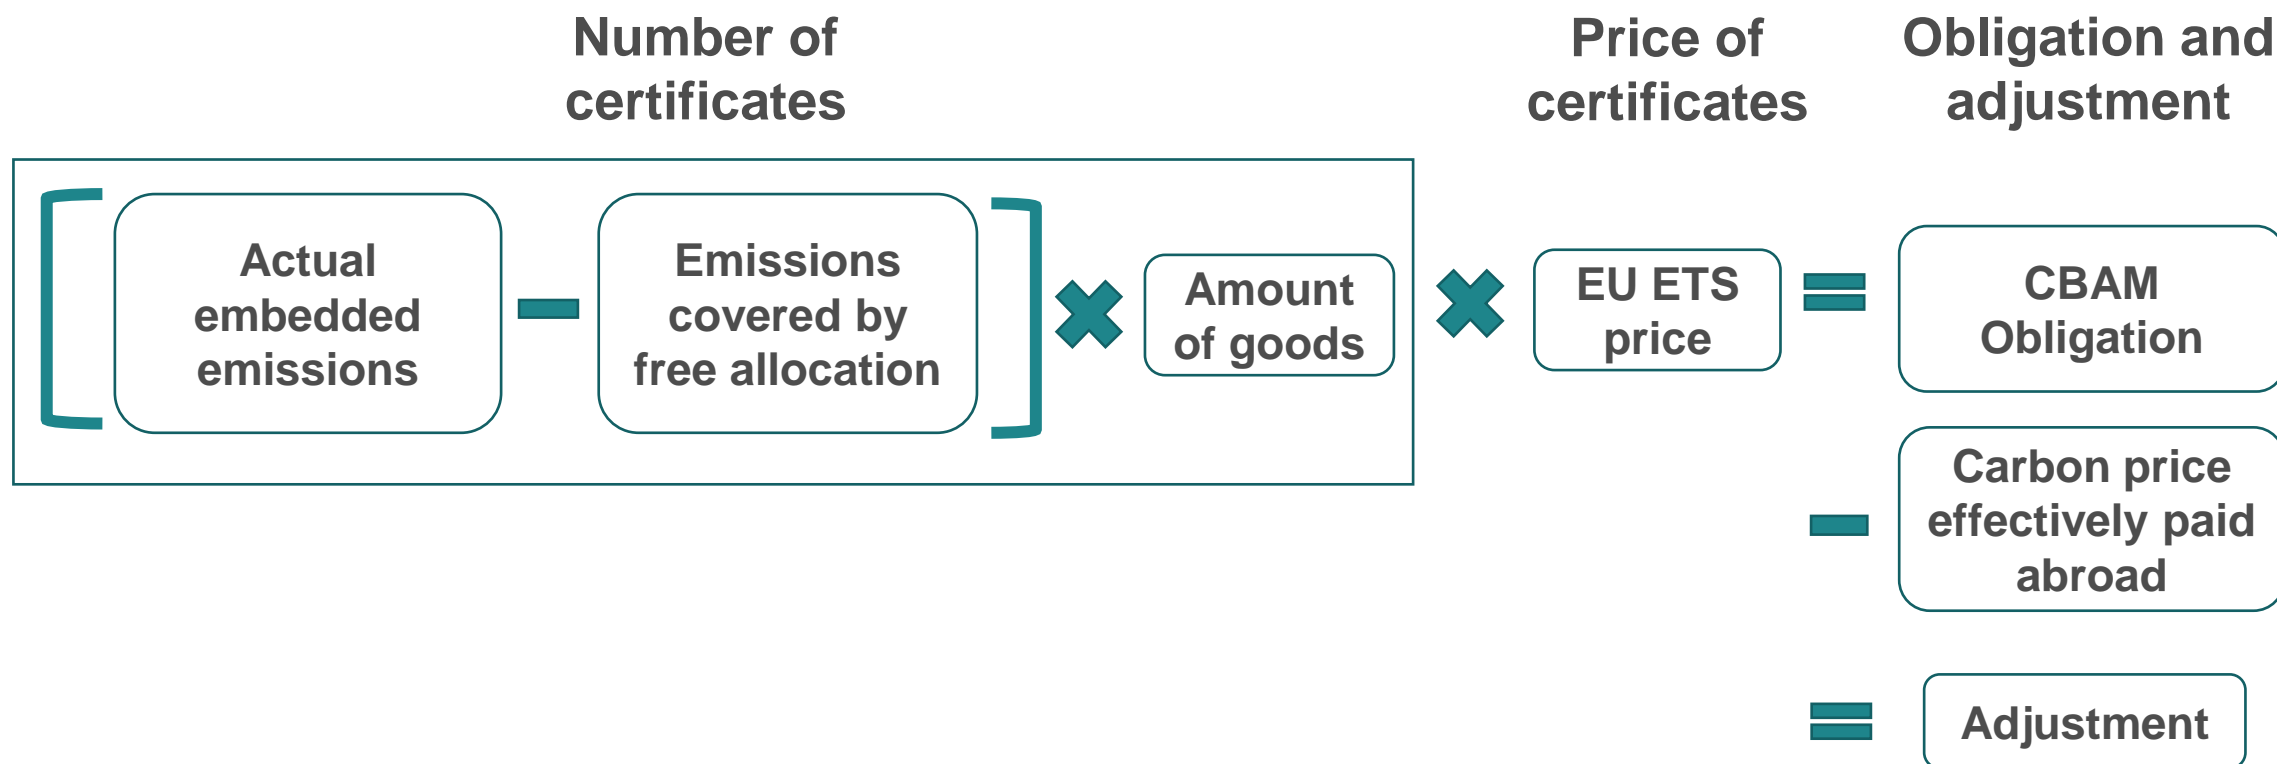 Number of
certificates
Price of
certificates
Obligation and
adjustment
Actual
embedded
emissions
Emissions
covered by
free allocation
Amount
of goods
EU ETS
price
CBAM
Obligation
Carbon price
effectively paid
abroad
Adjustment